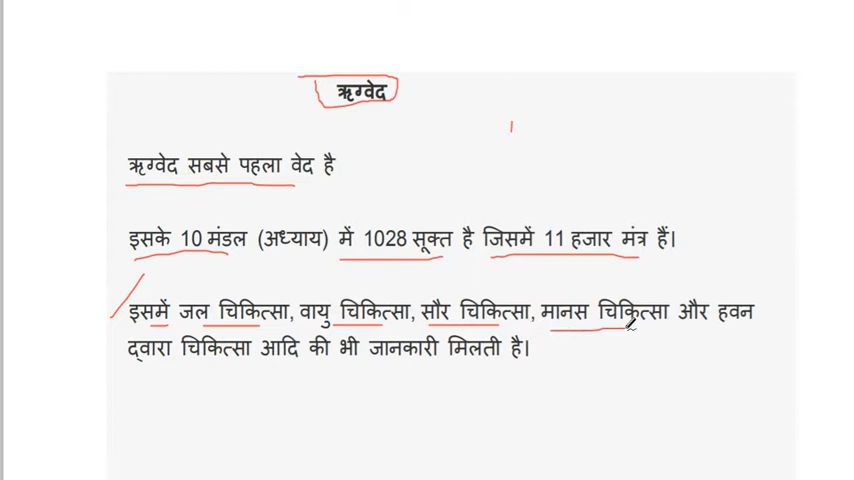 ऋग्वेद
ऋग्वेद सबसे पहला वेद है
इसके 10 मंडल (अध्याय) में 1028 सूक्त है जिसमें 11 हजार मंत्र हैं।
इसमें जल चिकित्सा, वायु चिकित्सा, सौर चिकित्सा, मानस चिकित्सा और हवन
द्वारा चिकित्सा आदि की भी जानकारी मिलती है।